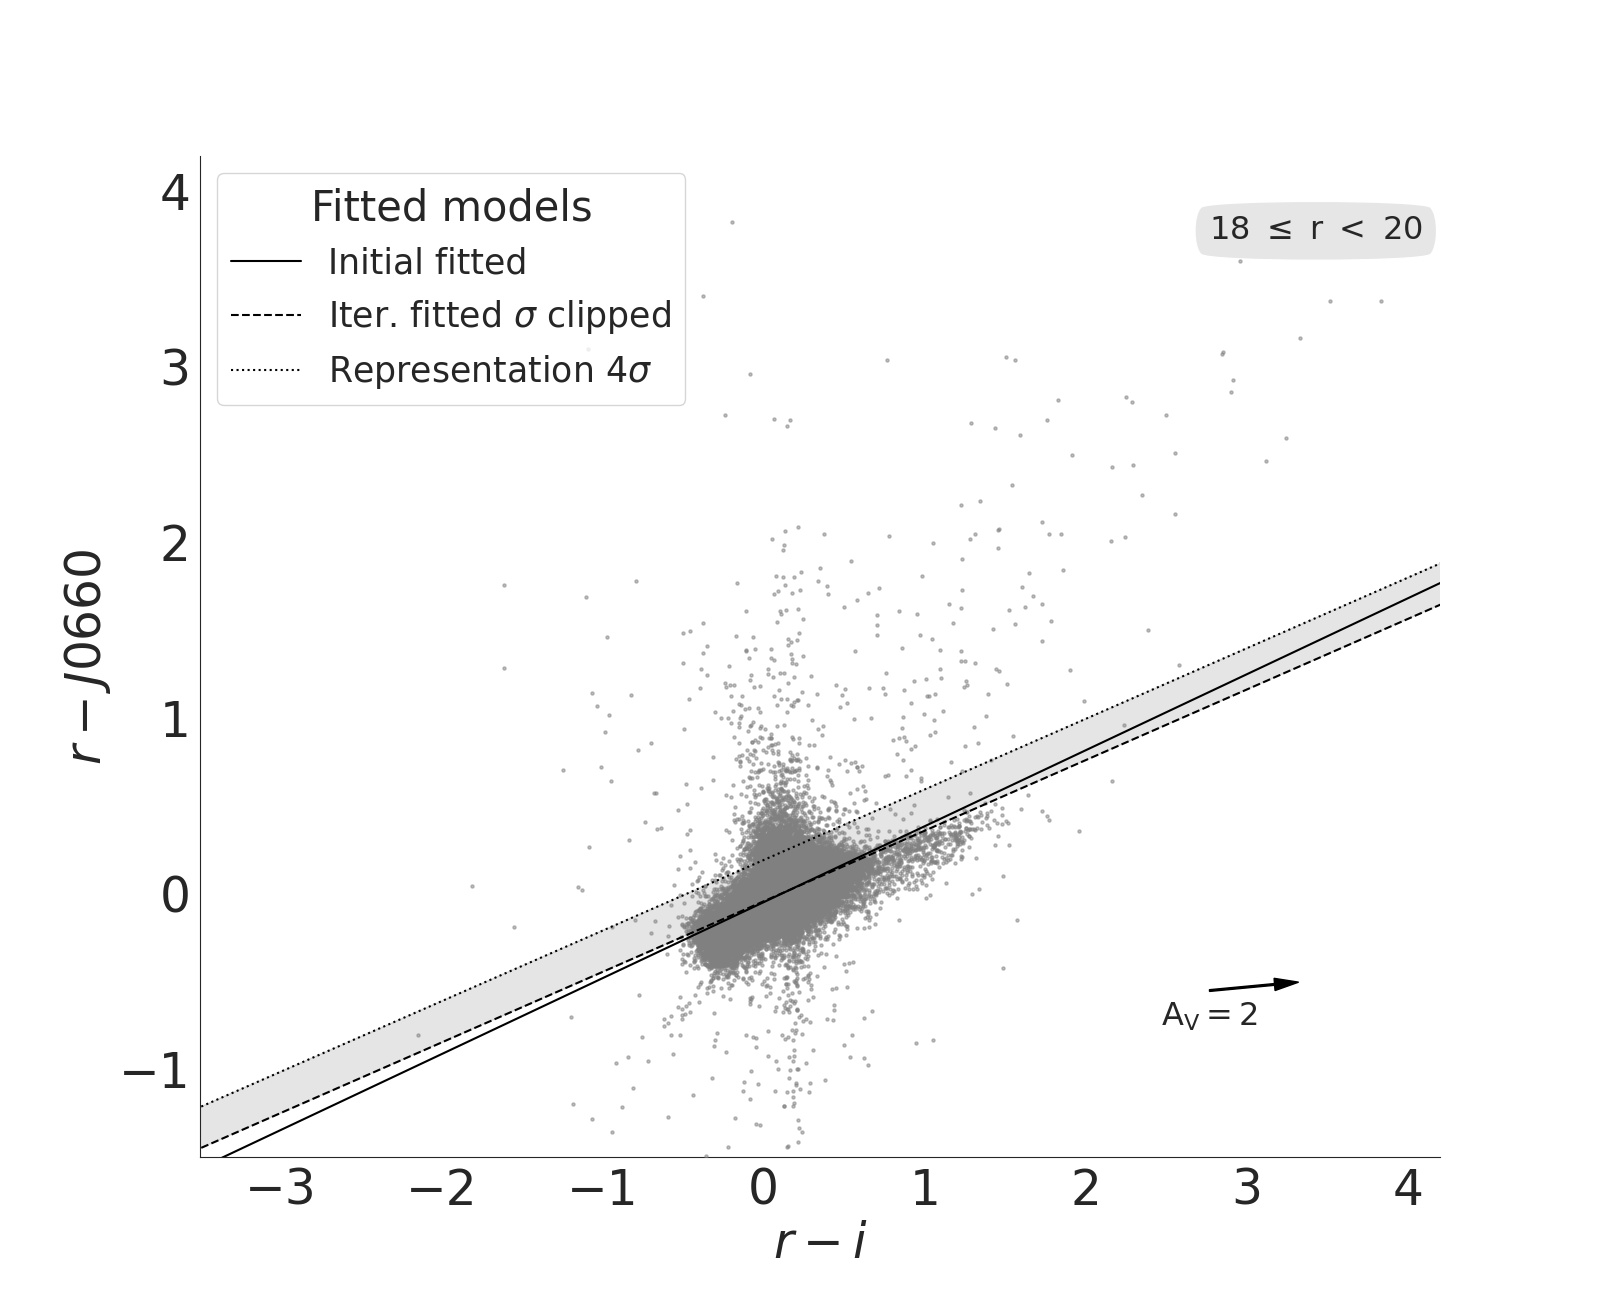 Fitted models
Initial fitted
Iter. fitted σ clipped
Representation 4σ
18 ≤ r < 20
4
3
2
1
0
−1
r − J0660
A_V = 2
−3 −2 −1 0 1 2 3 4
r − i